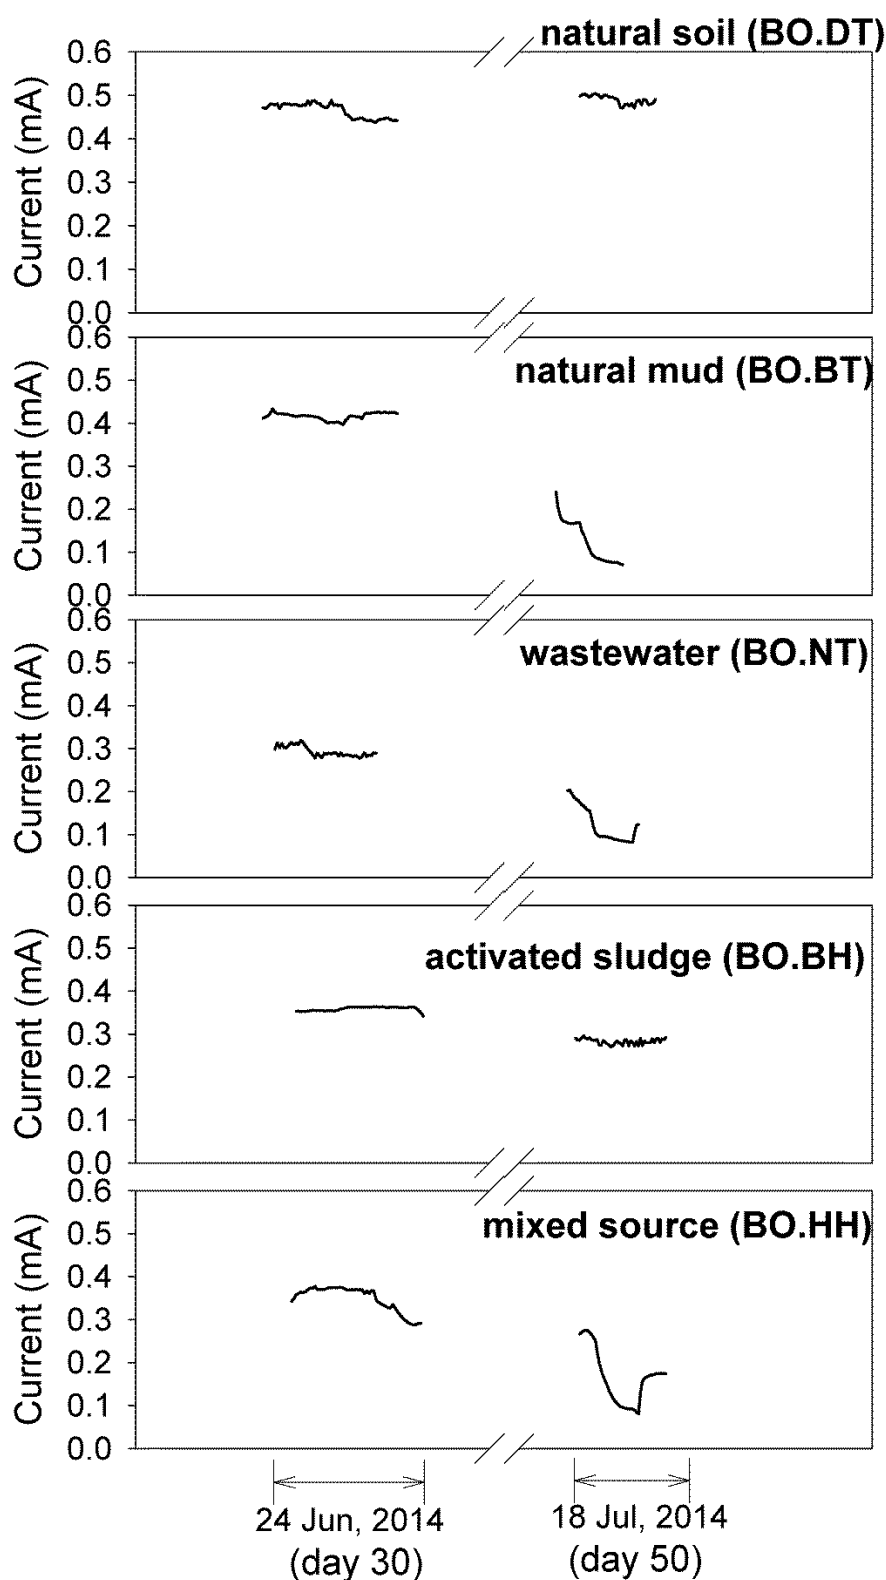 natural soil (BO.DT)
0.6
0.5
0.4
0.3
0.2
0.1
0.0
Current (mA)
natural mud (BO.BT)
0.6
0.5
0.4
0.3
0.2
0.1
0.0
Current (mA)
wastewater (BO.NT)
0.6
0.5
0.4
0.3
0.2
0.1
0.0
Current (mA)
activated sludge (BO.BH)
0.6
0.5
0.4
0.3
0.2
0.1
0.0
Current (mA)
mixed source (BO.HH)
0.6
0.5
0.4
0.3
0.2
0.1
0.0
Current (mA)
24 Jun, 2014
(day 30)
18 Jul, 2014
(day 50)